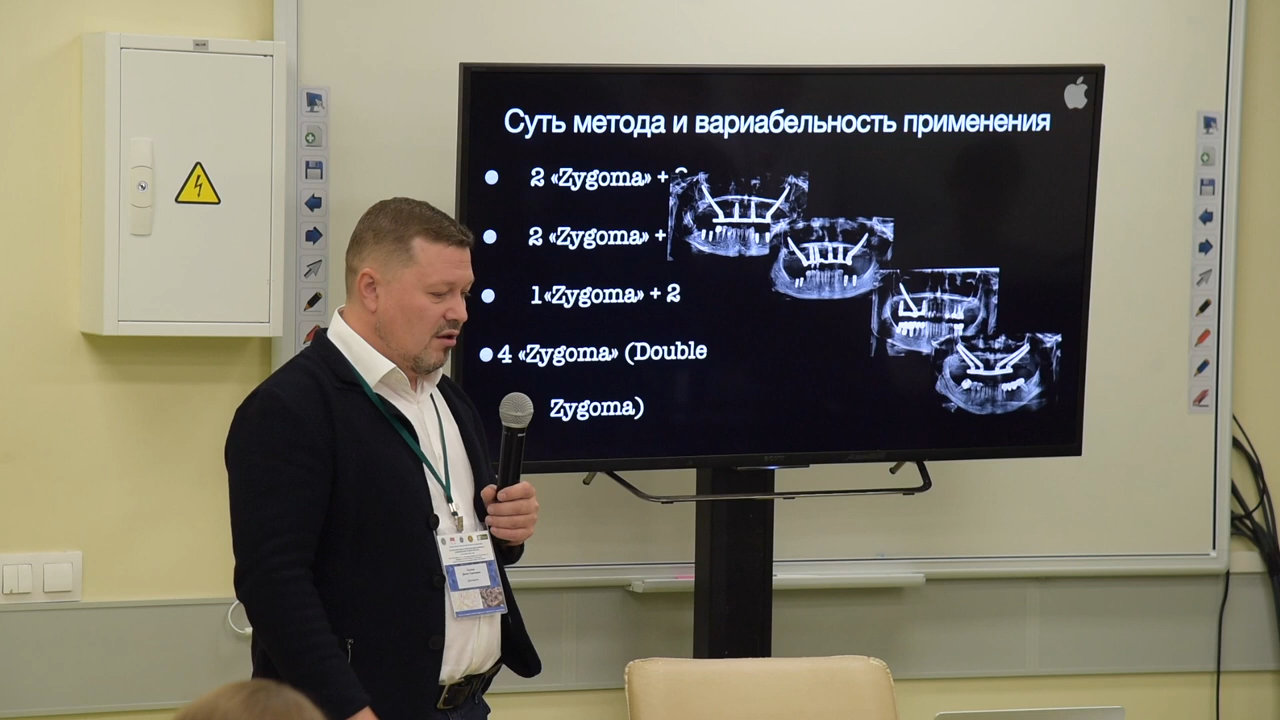 Суть метода и вариабельность применения
2 «Zygoma» +
2 «Zygoma» +
1 «Zygoma» + 2
4 «Zygoma» (Double
Zygoma)